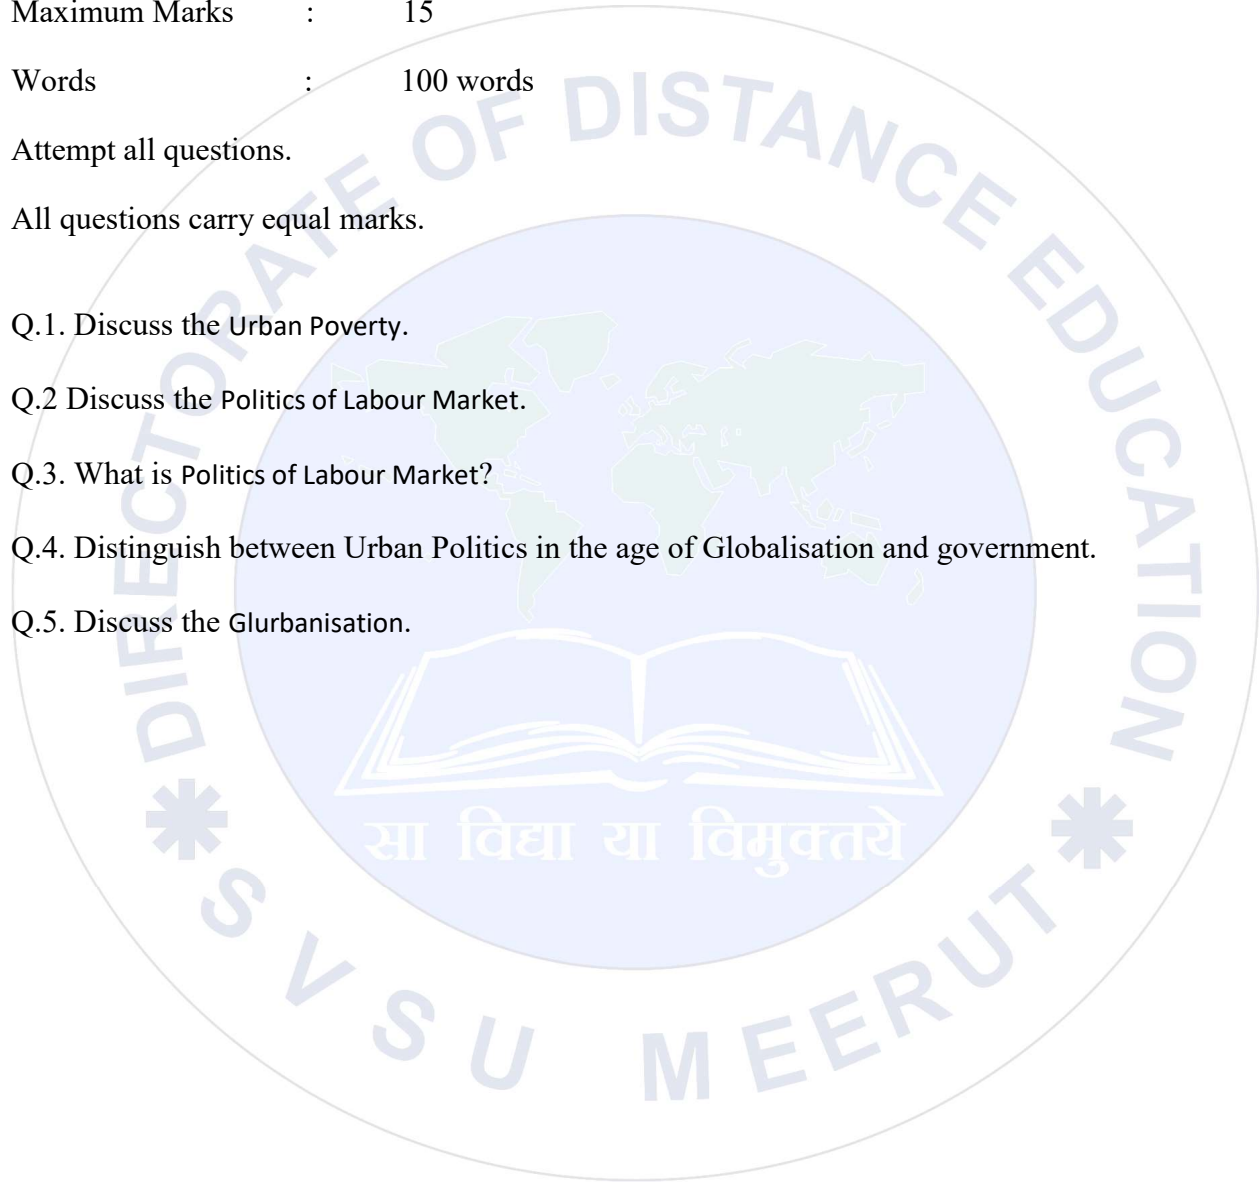 Maximum Marks : 15
Words : 100 words
Attempt all questions.
All questions carry equal marks.
Q.1. Discuss the Urban Poverty.
Q.2 Discuss the Politics of Labour Market.
Q.3. What is Politics of Labour Market?
Q.4. Distinguish between Urban Politics in the age of Globalisation and government.
Q.5. Discuss the Glurbanisation.
DIRECTORATE OF DISTANCE EDUCATION
सा विद्या या विमुक्तये
SVSU MEERUT